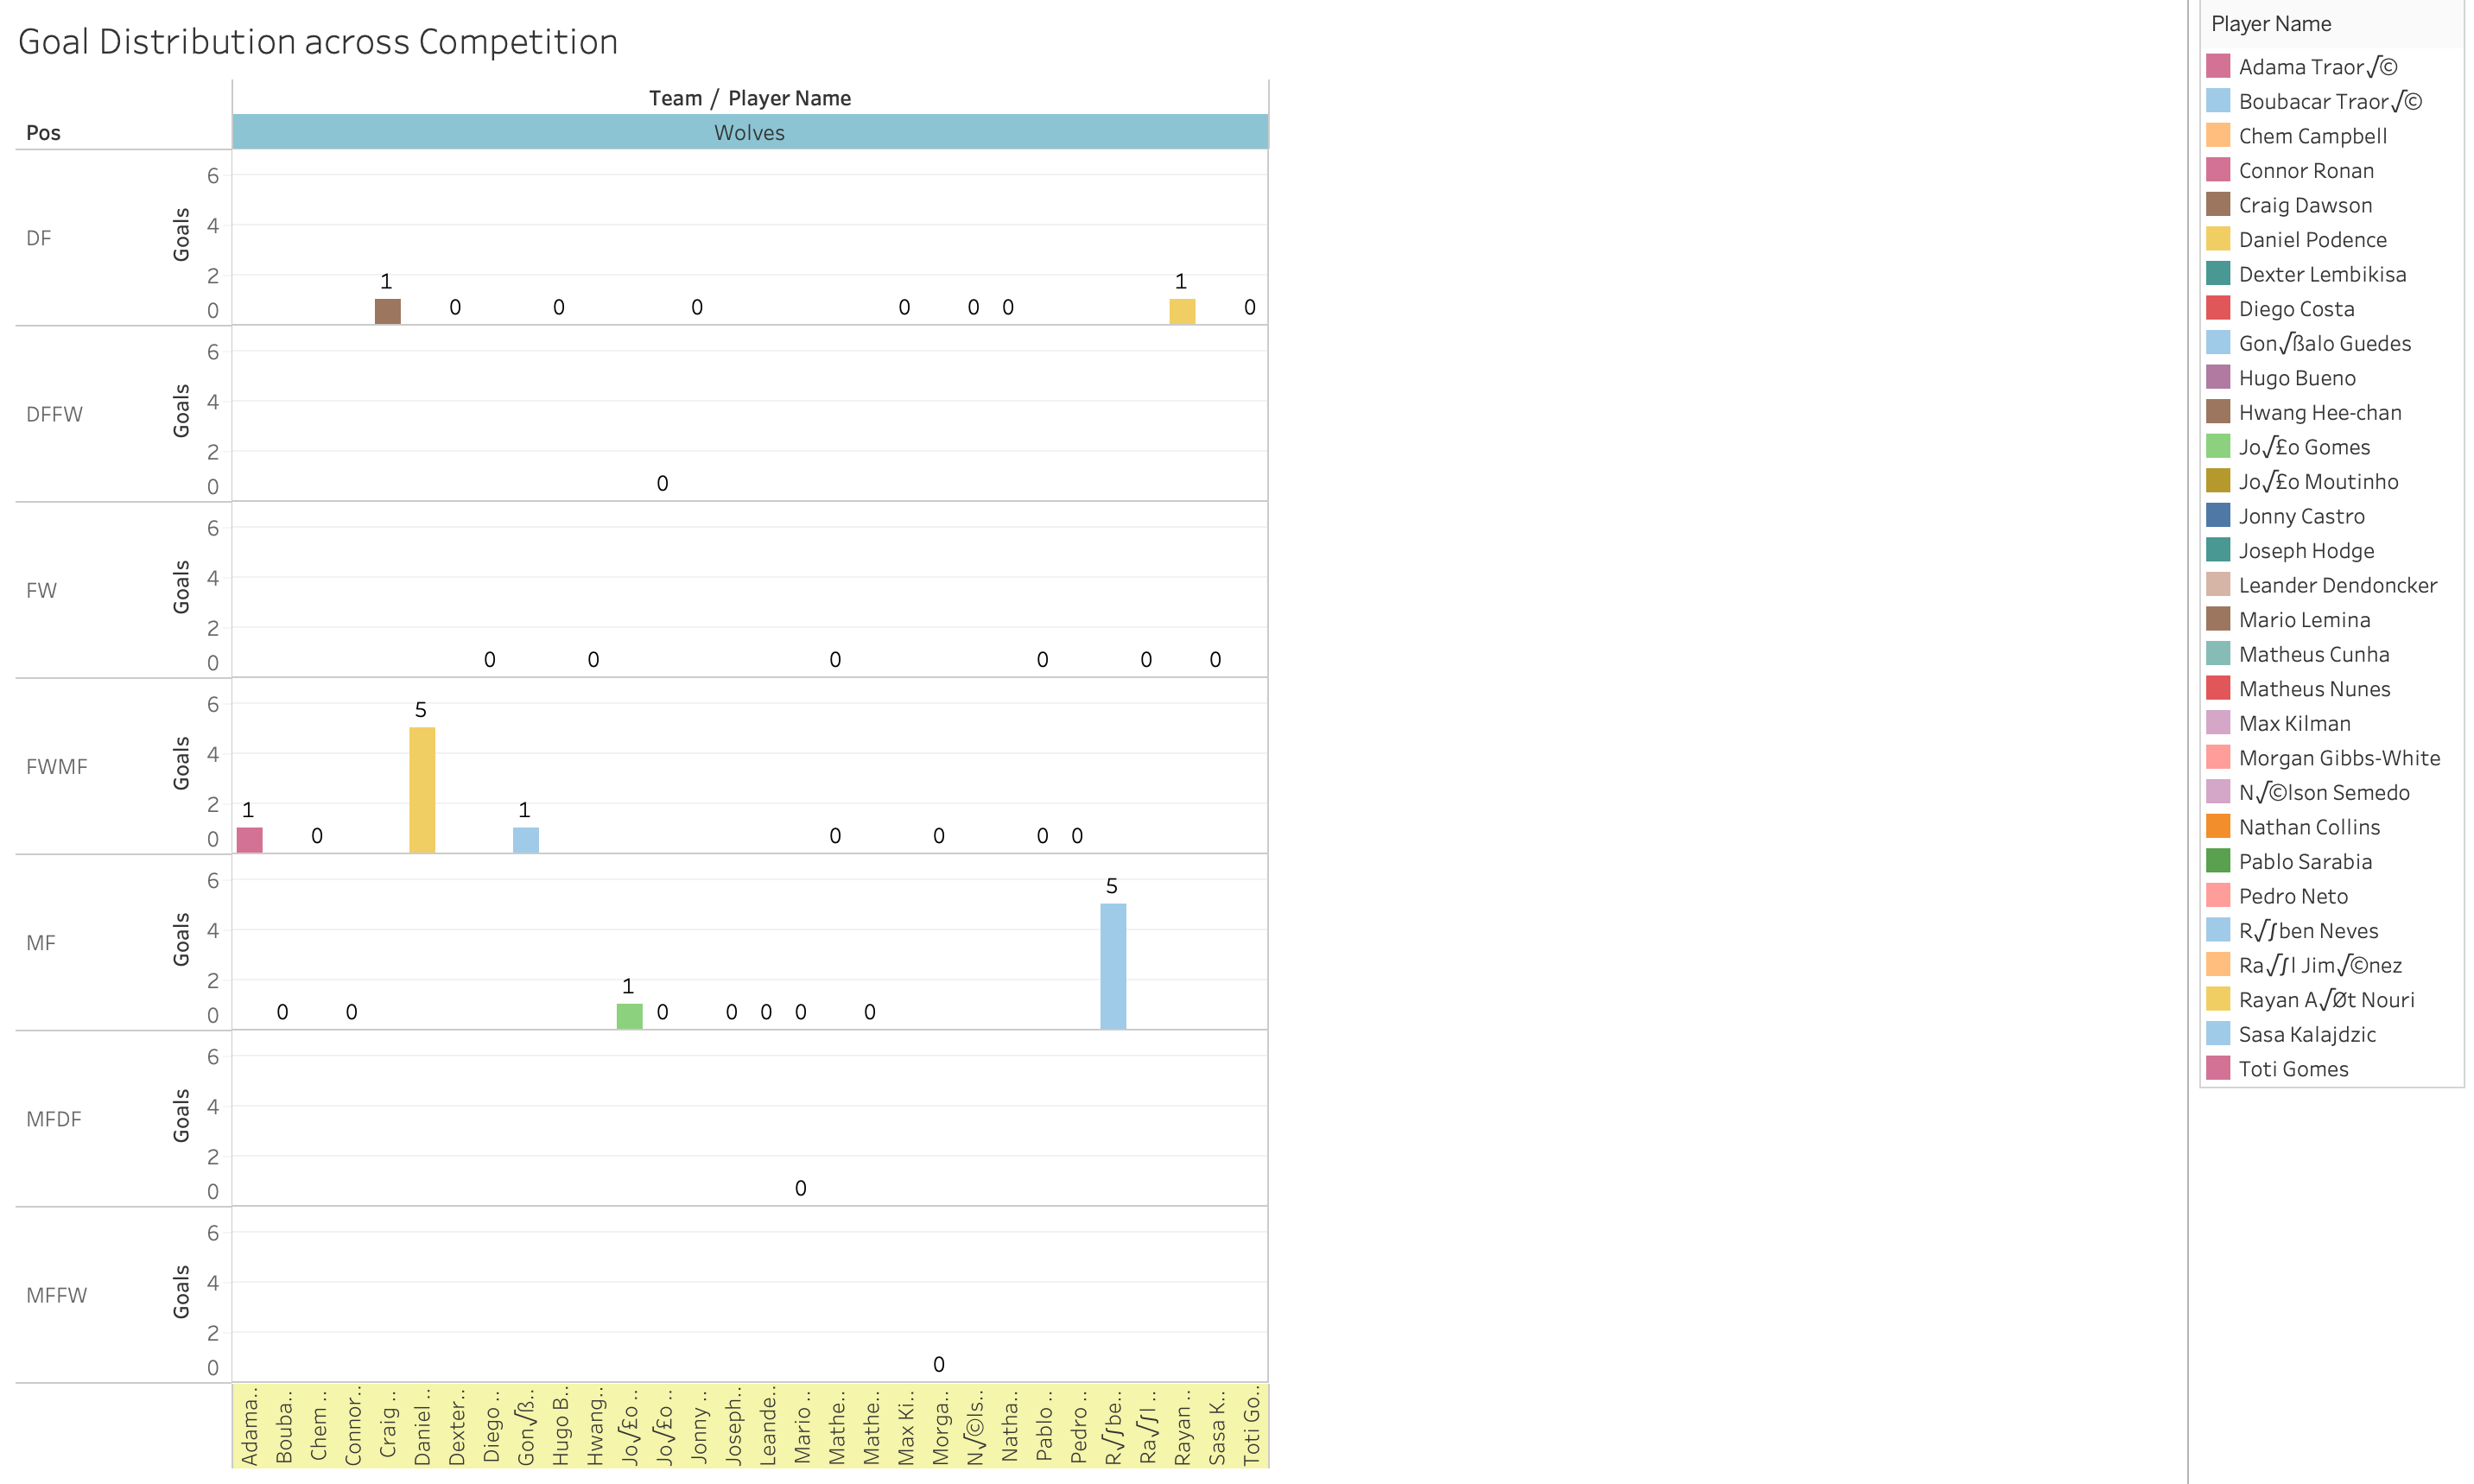 Goal Distribution across Competition
Team / Player Name
Pos
Wolves
DF
Goals
6
4
2
0
1 0 0 0 0 0 0 1 0
DFFW
Goals
6
4
2
0
0
FW
Goals
6
4
2
0
0 0 0 0 0 0
FWMF
Goals
6
4
2
0
1 0 5 1 0 0 0 0
MF
Goals
6
4
2
0
0 0 1 0 0 0 0 0 5
MFDF
Goals
6
4
2
0
0
MFFW
Goals
6
4
2
0
0
Adama..
Bouba..
Chem ..
Connor..
Craig ..
Daniel ..
Dexter..
Diego ..
Gon√ß..
Hugo B..
Hwang..
Jo√£o ..
Jo√£o ..
Jonny ..
Joseph..
Leande..
Mario ..
Mathe..
Mathe..
Max Ki..
Morga..
N√©ls..
Natha..
Pablo ..
Pedro ..
R√∫be..
Ra√∫l ..
Rayan ..
Sasa K..
Toti Go..
Player Name
Adama Traor√©
Boubacar Traor√©
Chem Campbell
Connor Ronan
Craig Dawson
Daniel Podence
Dexter Lembikisa
Diego Costa
Gon√ßalo Guedes
Hugo Bueno
Hwang Hee-chan
Jo√£o Gomes
Jo√£o Moutinho
Jonny Castro
Joseph Hodge
Leander Dendoncker
Mario Lemina
Matheus Cunha
Matheus Nunes
Max Kilman
Morgan Gibbs-White
N√©lson Semedo
Nathan Collins
Pablo Sarabia
Pedro Neto
R√∫ben Neves
Ra√∫l Jim√©nez
Rayan A√Øt Nouri
Sasa Kalajdzic
Toti Gomes